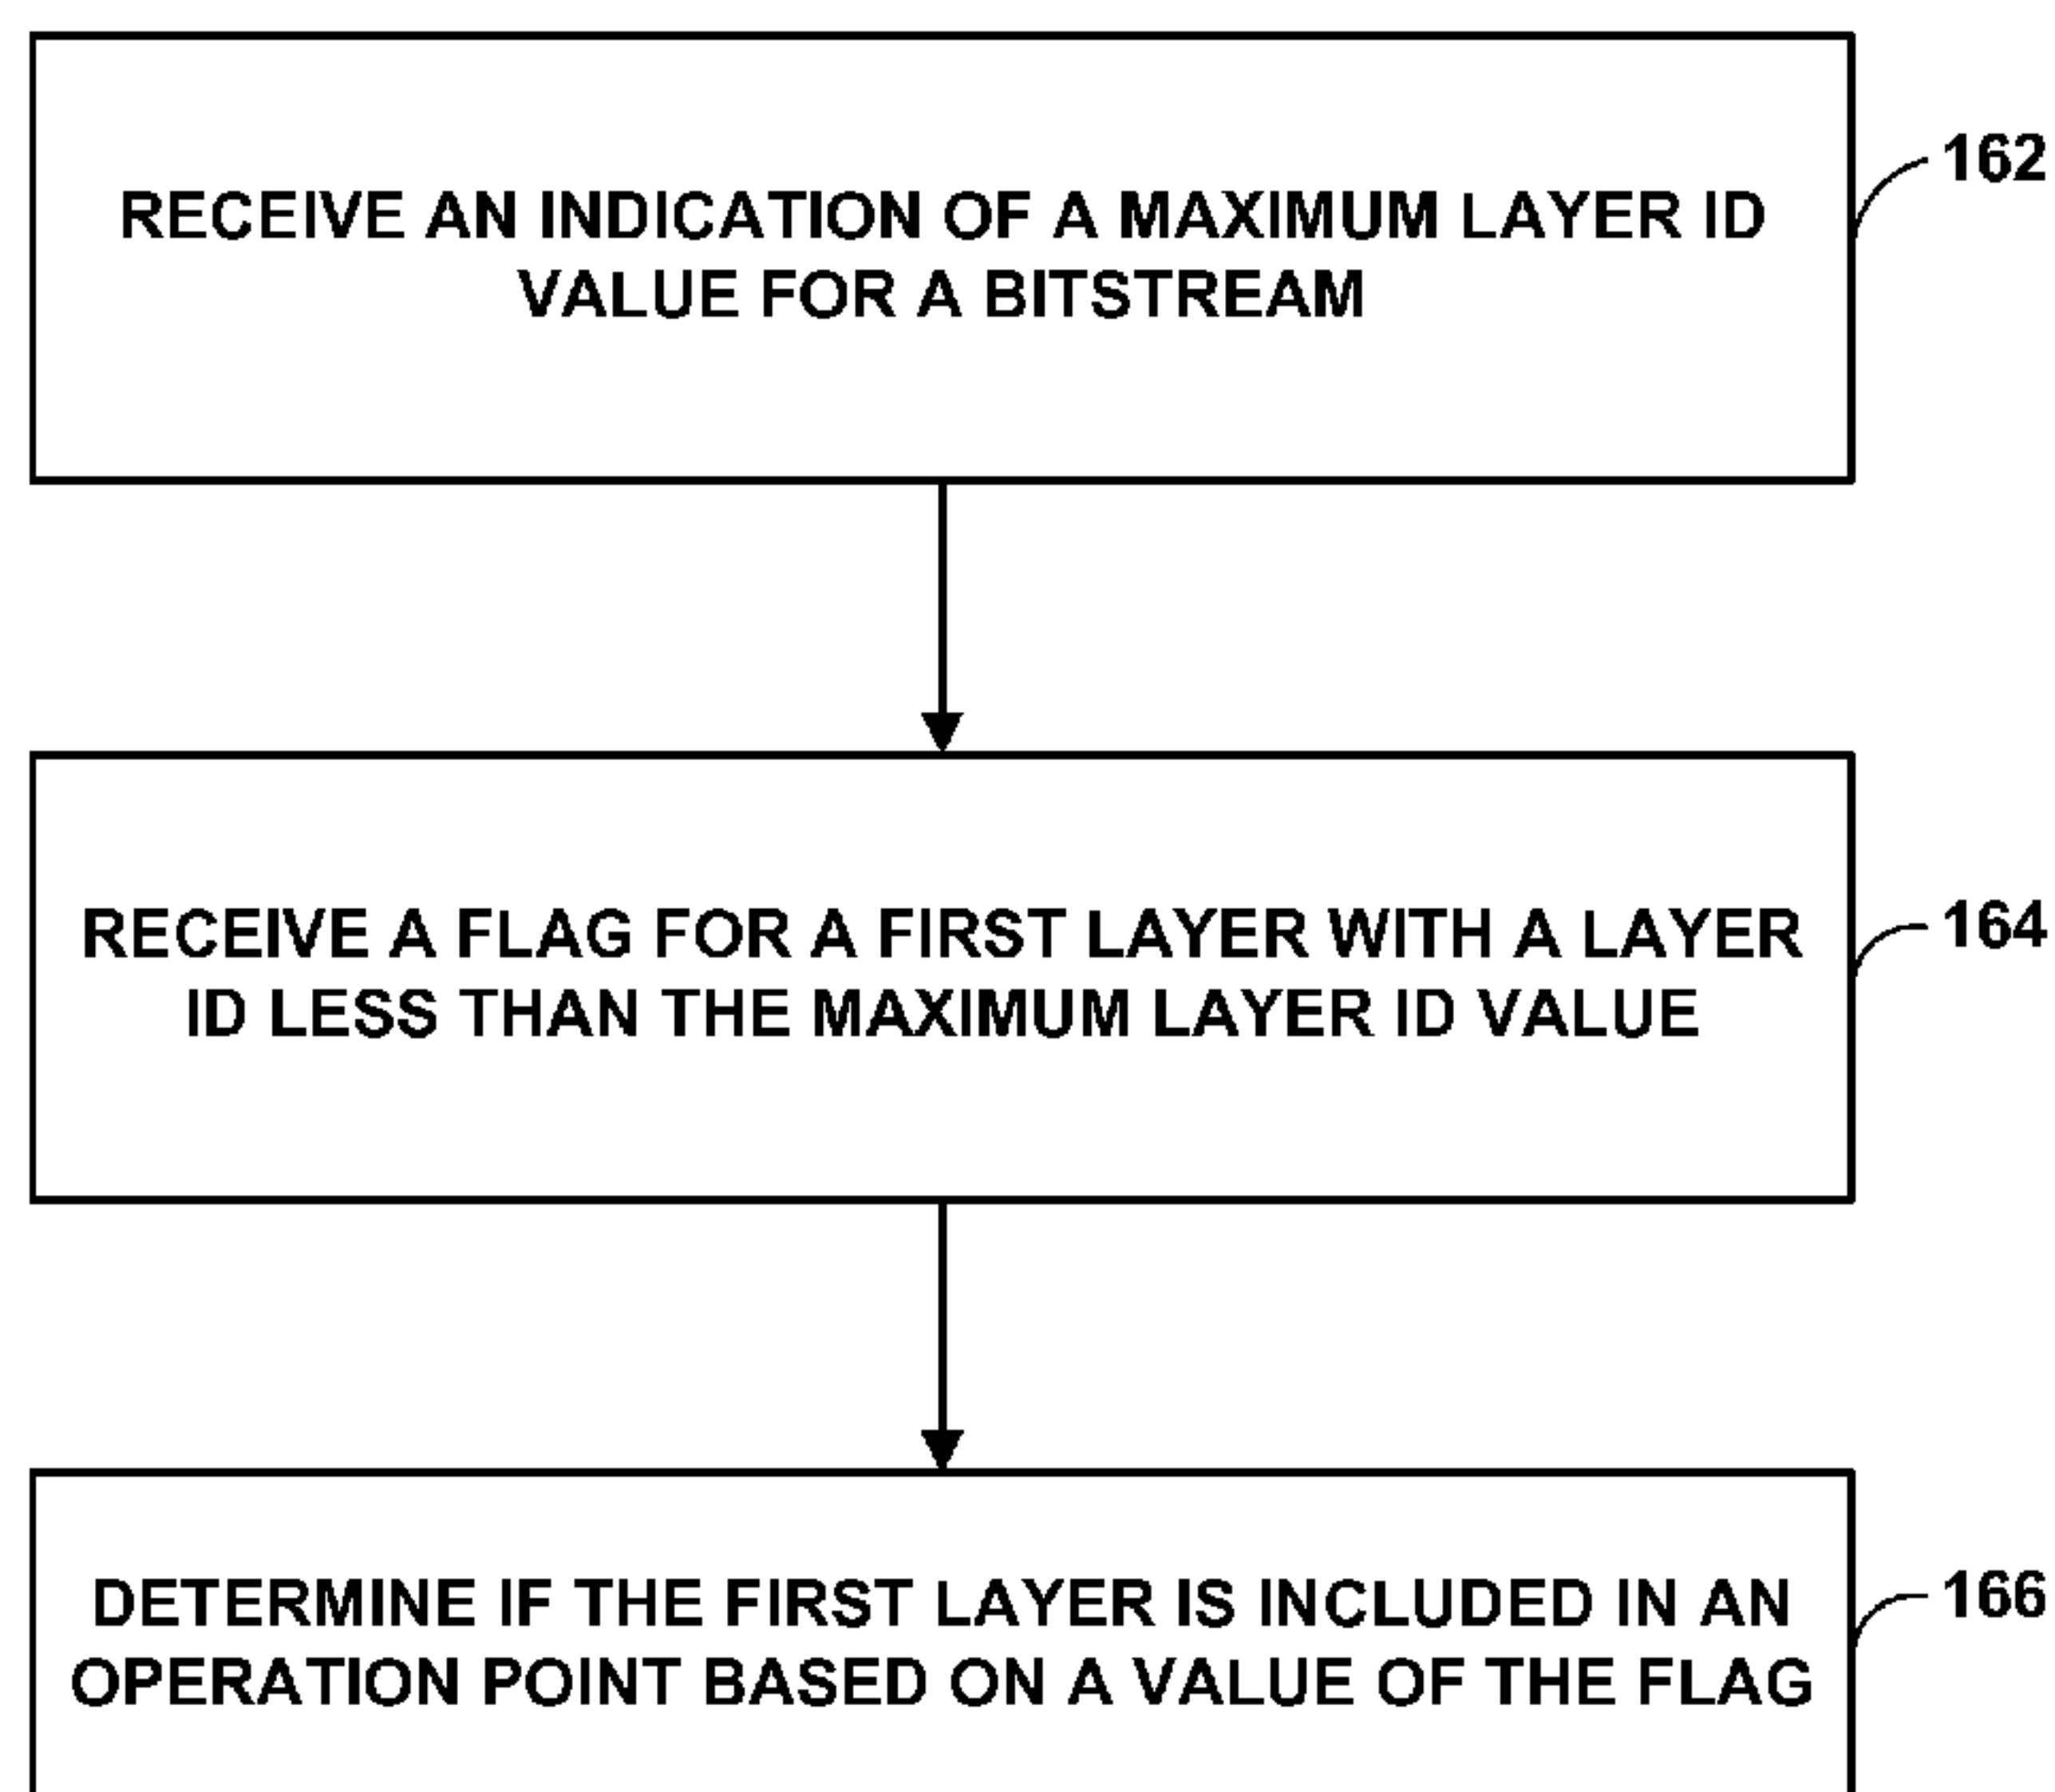 RECEIVE AN INDICATION OF A MAXIMUM LAYER ID
VALUE FOR A BITSTREAM
162
RECEIVE A FLAG FOR A FIRST LAYER WITH A LAYER
ID LESS THAN THE MAXIMUM LAYER ID VALUE
164
DETERMINE IF THE FIRST LAYER IS INCLUDED IN AN
OPERATION POINT BASED ON A VALUE OF THE FLAG
166